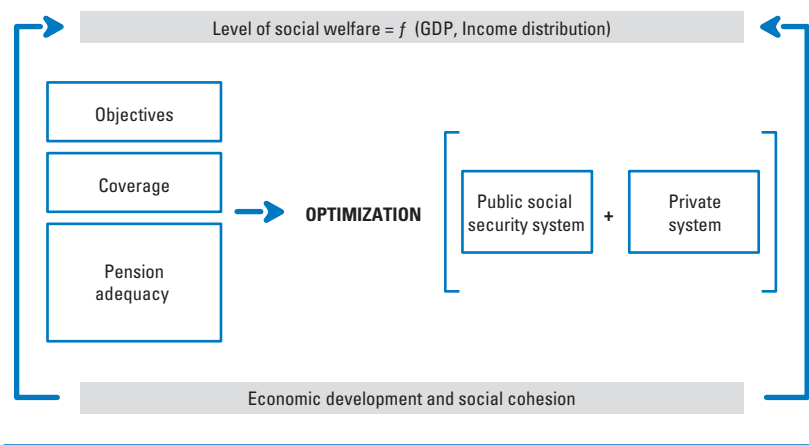 Level of social welfare = ƒ (GDP, Income distribution)
Objectives
Coverage
Pension
adequacy
OPTIMIZATION
Public social
security system
+
Private
system
Economic development and social cohesion